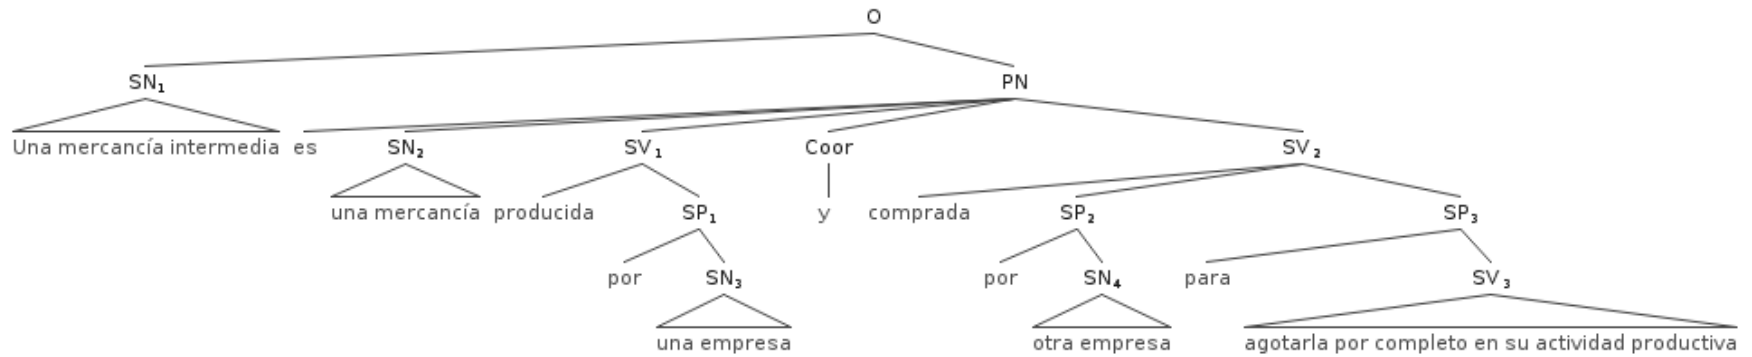 O
SN₁ PN
Una mercancía intermedia es SN₂ SV₁ Coor SV₂
una mercancía producida SP₁ y comprada SP₂ SP₃
por SN₃ por SN₄ para SV₃
una empresa otra empresa agotarla por completo en su actividad productiva